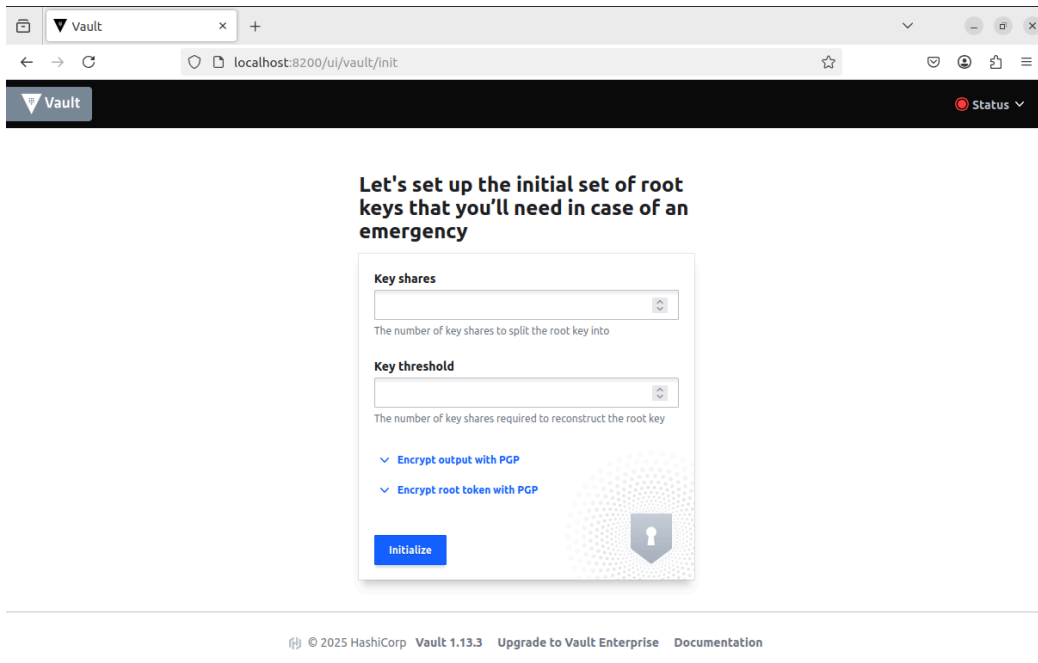 Vault
localhost:8200/ui/vault/init
Vault
Status
Let's set up the initial set of root
keys that you’ll need in case of an
emergency
Key shares
The number of key shares to split the root key into
Key threshold
The number of key shares required to reconstruct the root key
Encrypt output with PGP
Encrypt root token with PGP
Initialize
© 2025 HashiCorp Vault 1.13.3 Upgrade to Vault Enterprise Documentation